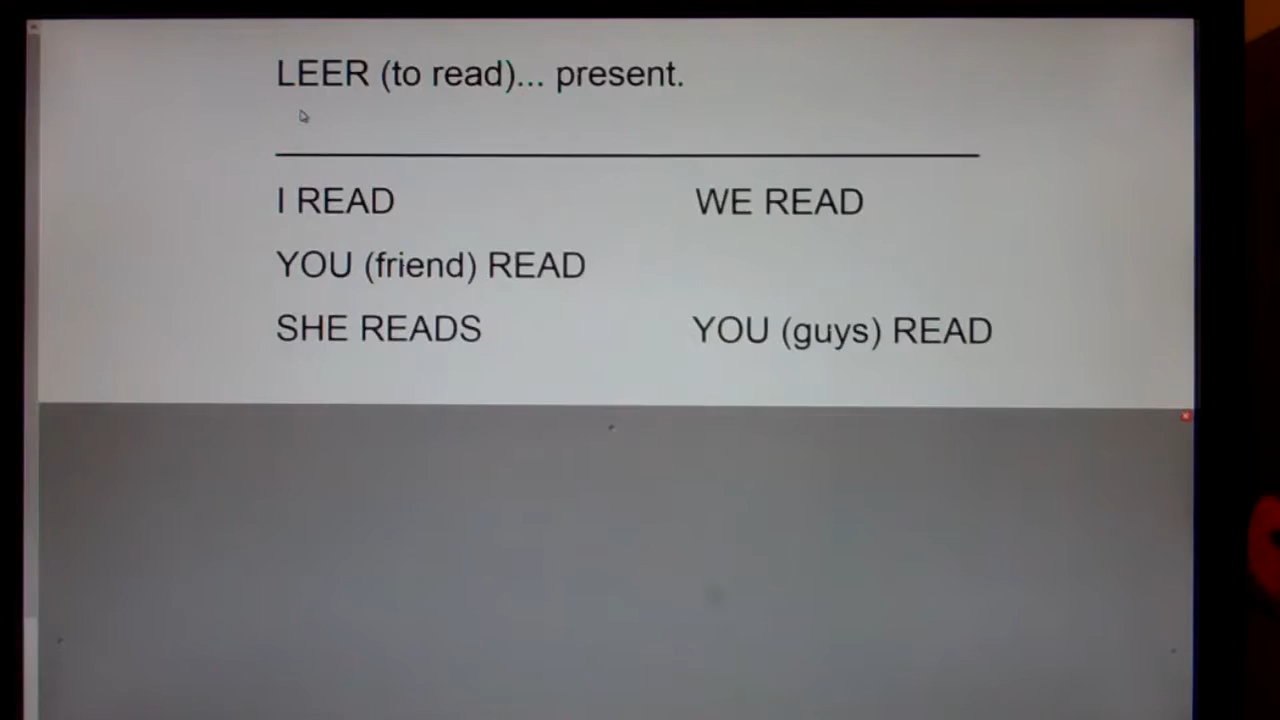 LEER (to read)... present.
I READ WE READ
YOU (friend) READ
SHE READS YOU (guys) READ